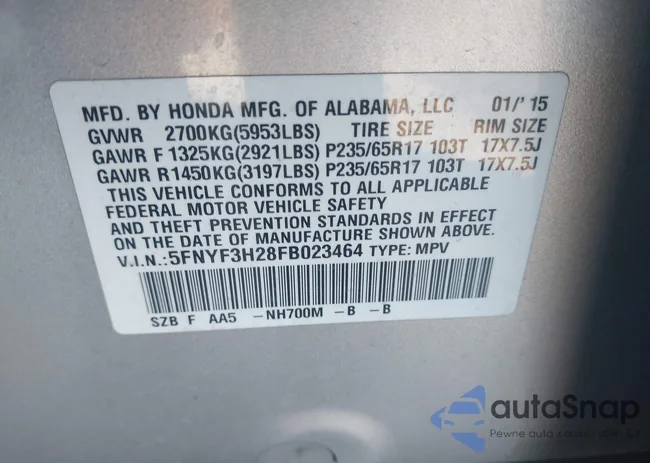 MFD. BY HONDA MFG. OF ALABAMA, LLC 01/'15
GVWR 2700KG(5953LBS) TIRE SIZE RIM SIZE
GAWR F 1325KG(2921LBS) P235/65R17 103T 17X7.5J
GAWR R1450KG(3197LBS) P235/65R17 103T 17X7.5J
THIS VEHICLE CONFORMS TO ALL APPLICABLE
FEDERAL MOTOR VEHICLE SAFETY
AND THEFT PREVENTION STANDARDS IN EFFECT
ON THE DATE OF MANUFACTURE SHOWN ABOVE.
V.I.N.:5FNYF3H28FB023464 TYPE: MPV
SZB F AA5 -NH700M -B -B
autaSnap
Pewne auta z